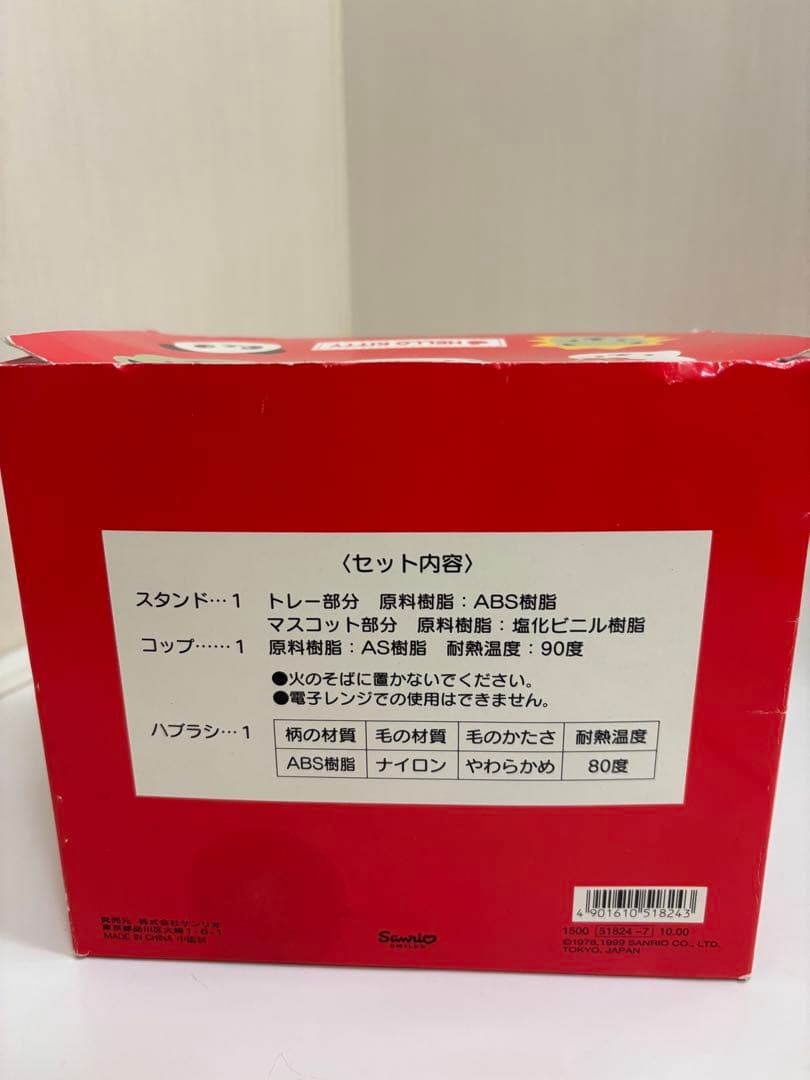 HELLO KITTY
〈セット内容〉
スタンド…1 トレー部分 原料樹脂:ABS樹脂
マスコット部分 原料樹脂:塩化ビニル樹脂
コップ……1 原料樹脂:AS樹脂 耐熱温度:90度
●火のそばに置かないでください。
●電子レンジでの使用はできません。
ハブラシ…1 柄の材質 毛の材質 毛のかたさ 耐熱温度
ABS樹脂 ナイロン やわらかめ 80度
4 901610 518243
発売元 株式会社サンリオ 1500 51824-7 10.00
東京都品川区大崎1-6-1 ©1976,1999 SANRIO CO., LTD.
MADE IN CHINA 中國製 Sanrio TOKYO, JAPAN
SMILES